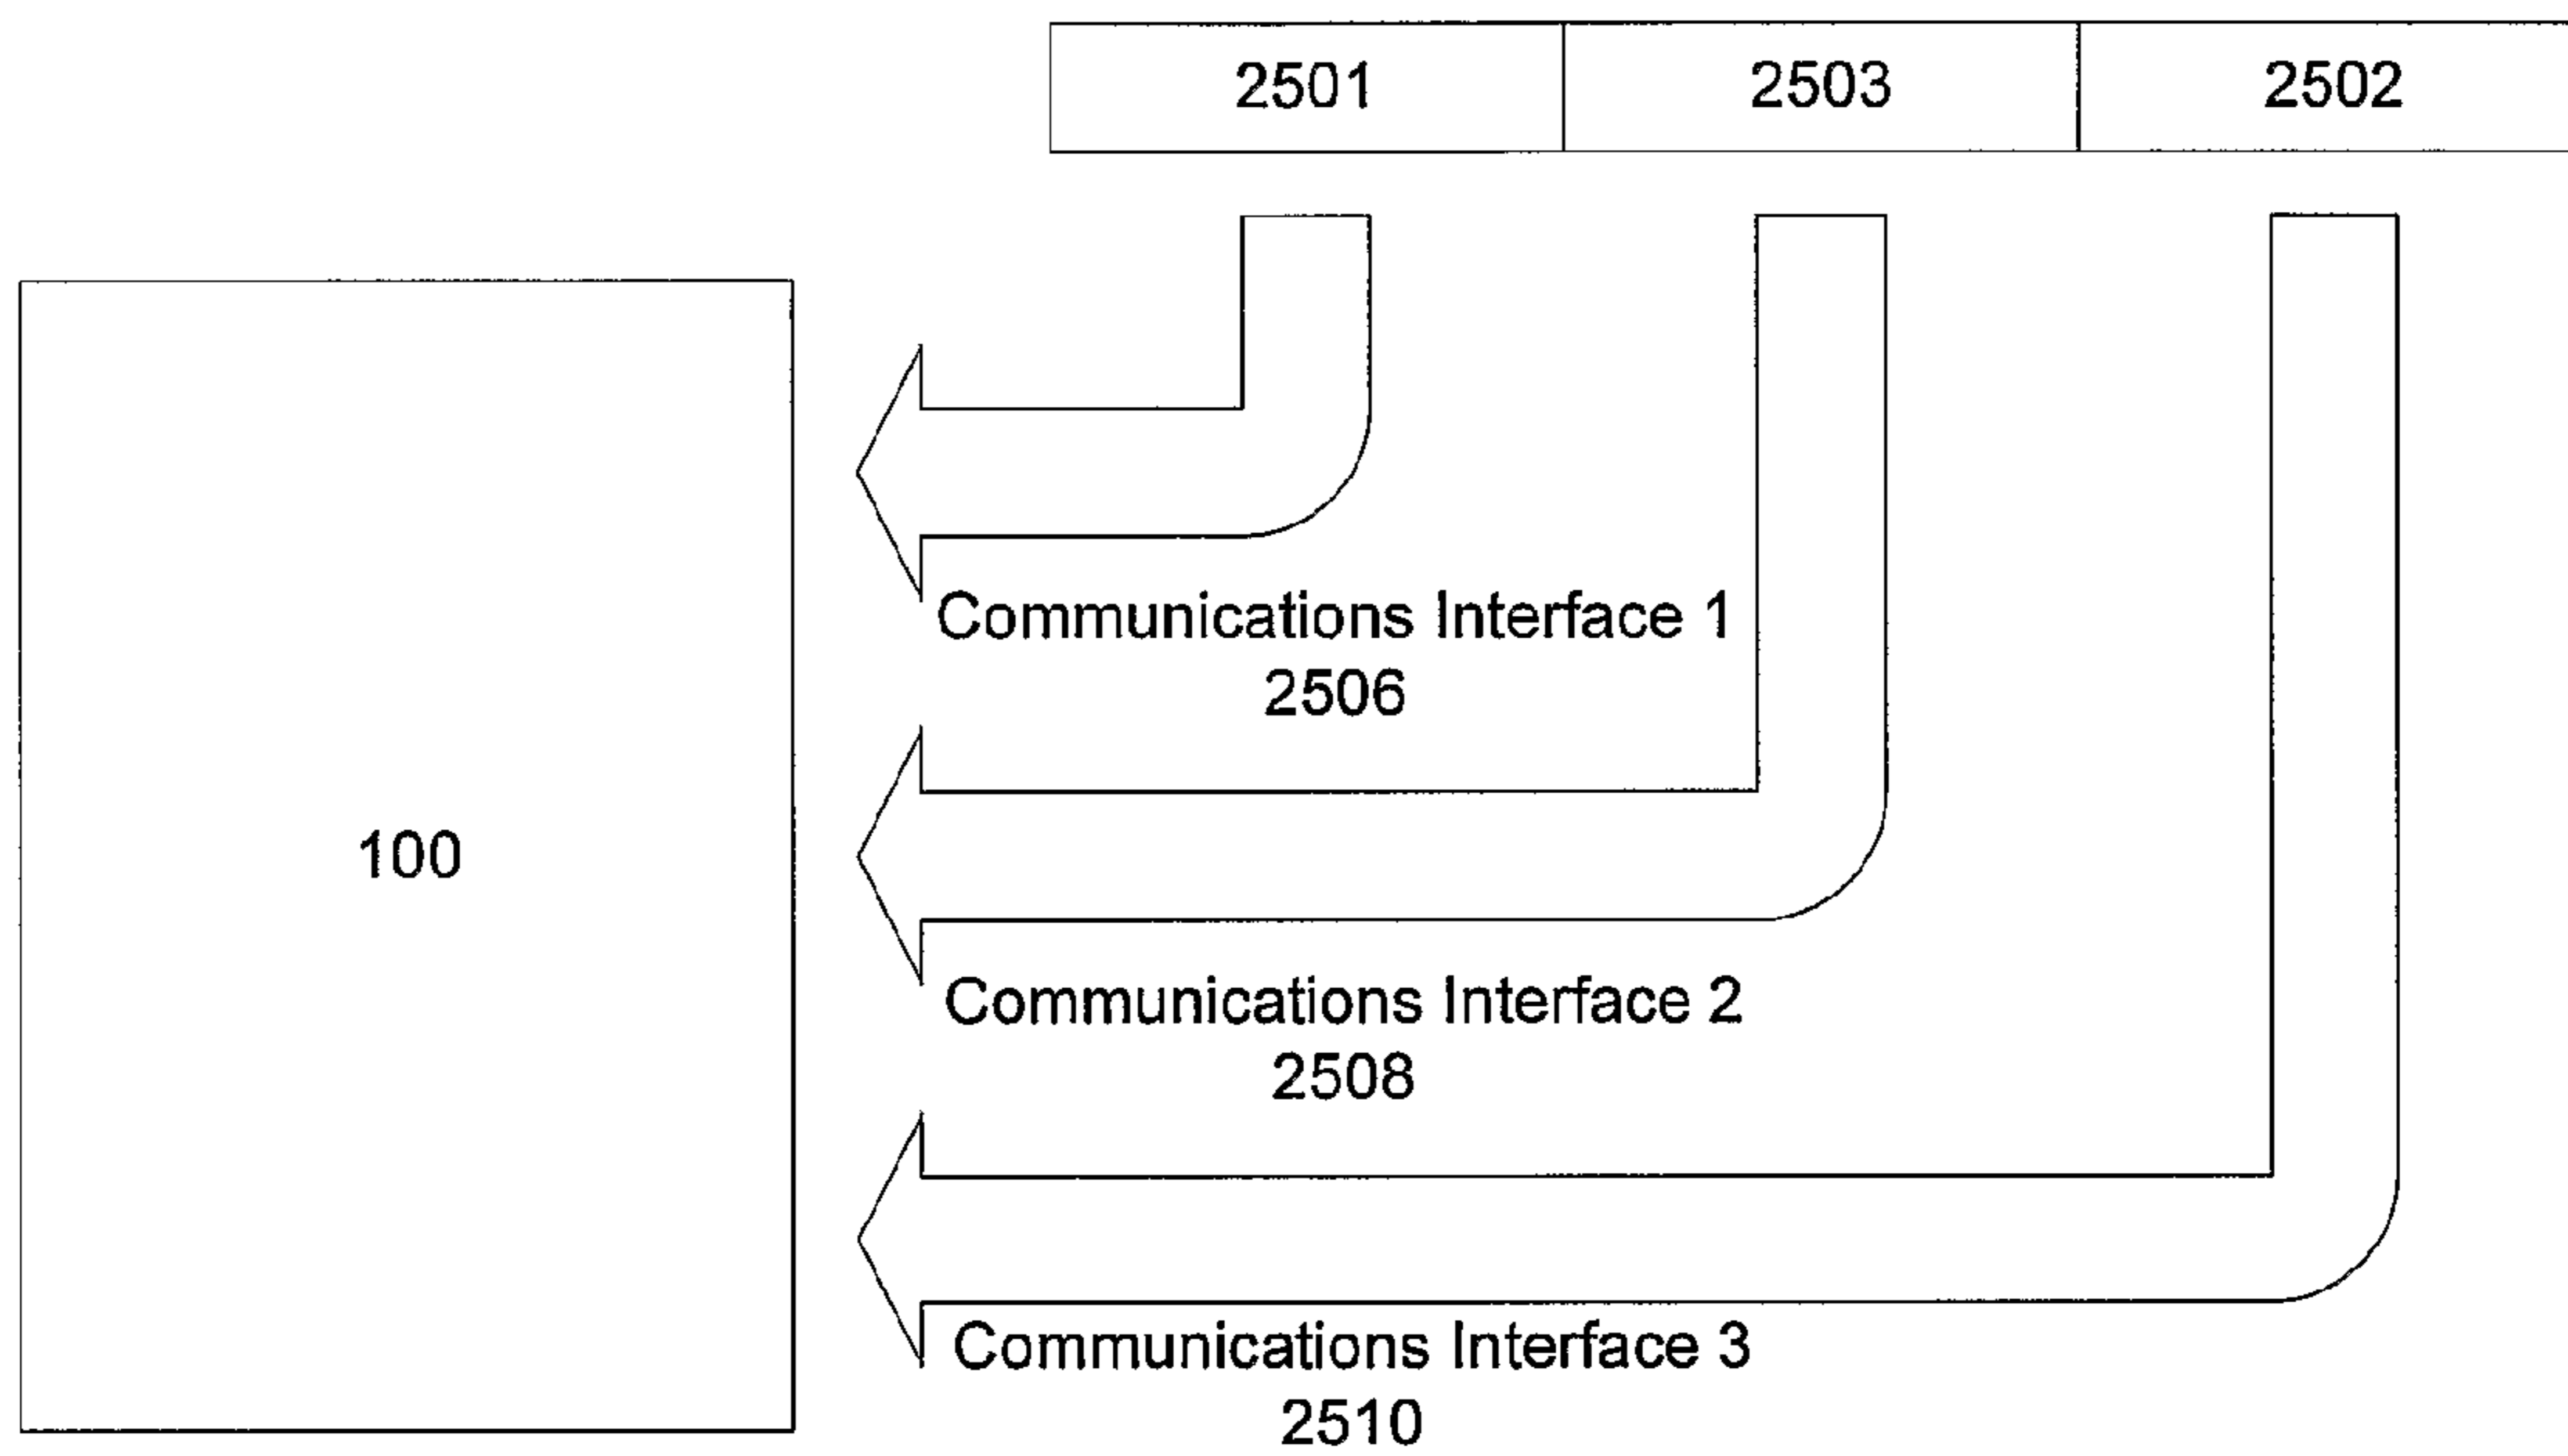 2501 2503 2502
Communications Interface 1
2506
100
Communications Interface 2
2508
Communications Interface 3
2510